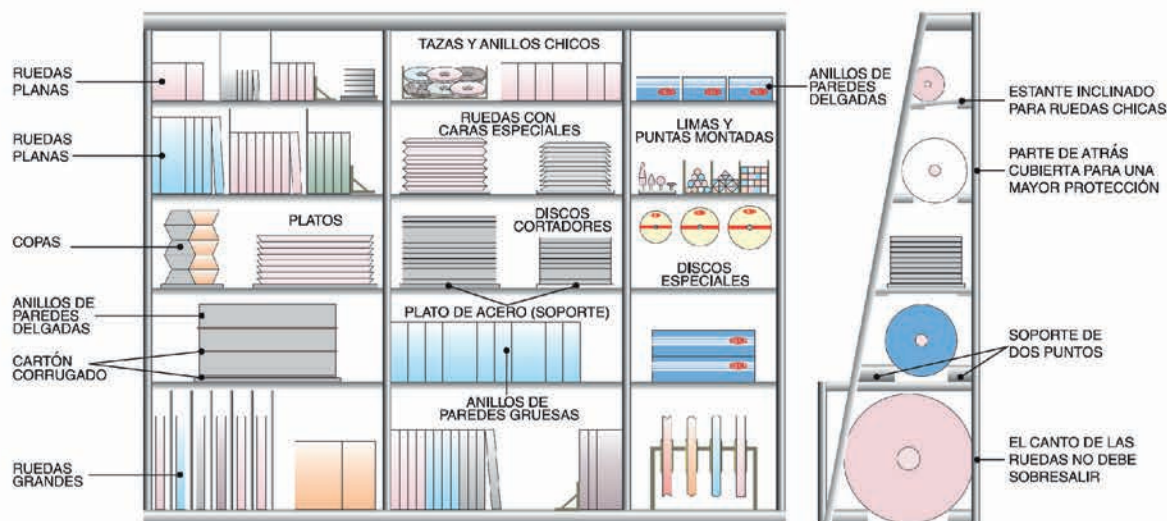 RUEDAS
PLANAS
RUEDAS
PLANAS
COPAS
ANILLOS DE
PAREDES
DELGADAS
CARTÓN
CORRUGADO
RUEDAS
GRANDES
PLATOS
TAZAS Y ANILLOS CHICOS
RUEDAS CON
CARAS ESPECIALES
DISCOS
CORTADORES
PLATO DE ACERO (SOPORTE)
ANILLOS DE
PAREDES GRUESAS
LIMAS Y
PUNTAS MONTADAS
DISCOS
ESPECIALES
ANILLOS DE
PAREDES
DELGADAS
ESTANTE INCLINADO
PARA RUEDAS CHICAS
PARTE DE ATRÁS
CUBIERTA PARA UNA
MAYOR PROTECCIÓN
SOPORTE DE
DOS PUNTOS
EL CANTO DE LAS
RUEDAS NO DEBE
SOBRESALIR